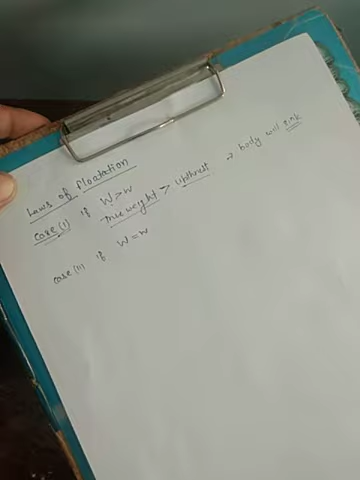 Laws of floatation
case (i) if W > w
True weight > upthrust → body will sink
case (ii) if W = w